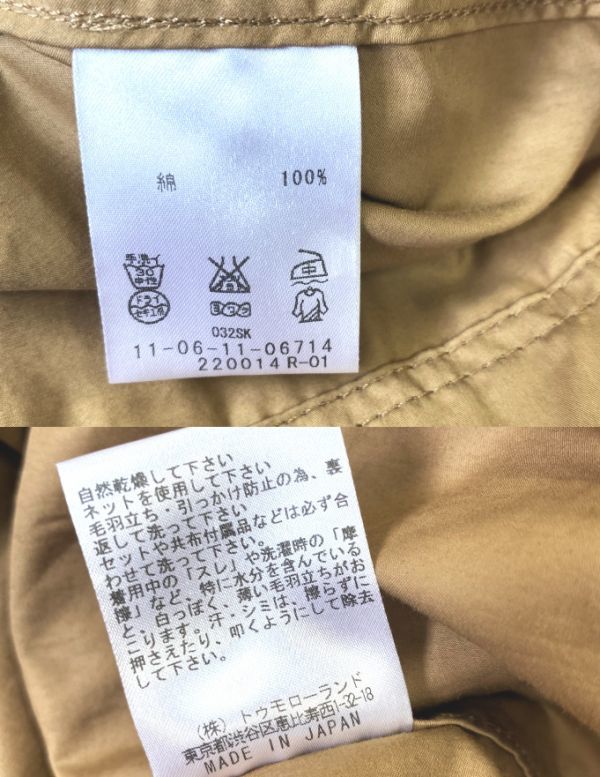 綿 100%
手洗イ
30
中性
中
ドライ
セキユ系
ヨワク
032SK
11-06-11-06714
220014R-01
自然乾燥して下さい
ネットを使用して下さい
毛羽立ち・引っかけ防止の為、裏
返して洗って下さい
セットや共布付属品などは必ず合
わせて洗って下さい。
着用中の「スレ」や洗濯時の「摩
擦」など、特に水分を含んでいる
と、白っぽく、薄い毛羽立ちがお
こります。汗、シミは、擦らずに
押さえたり、叩くようにして除去
して下さい。
(株)トゥモローランド
東京都渋谷区恵比寿西1-32-18
MADE IN JAPAN